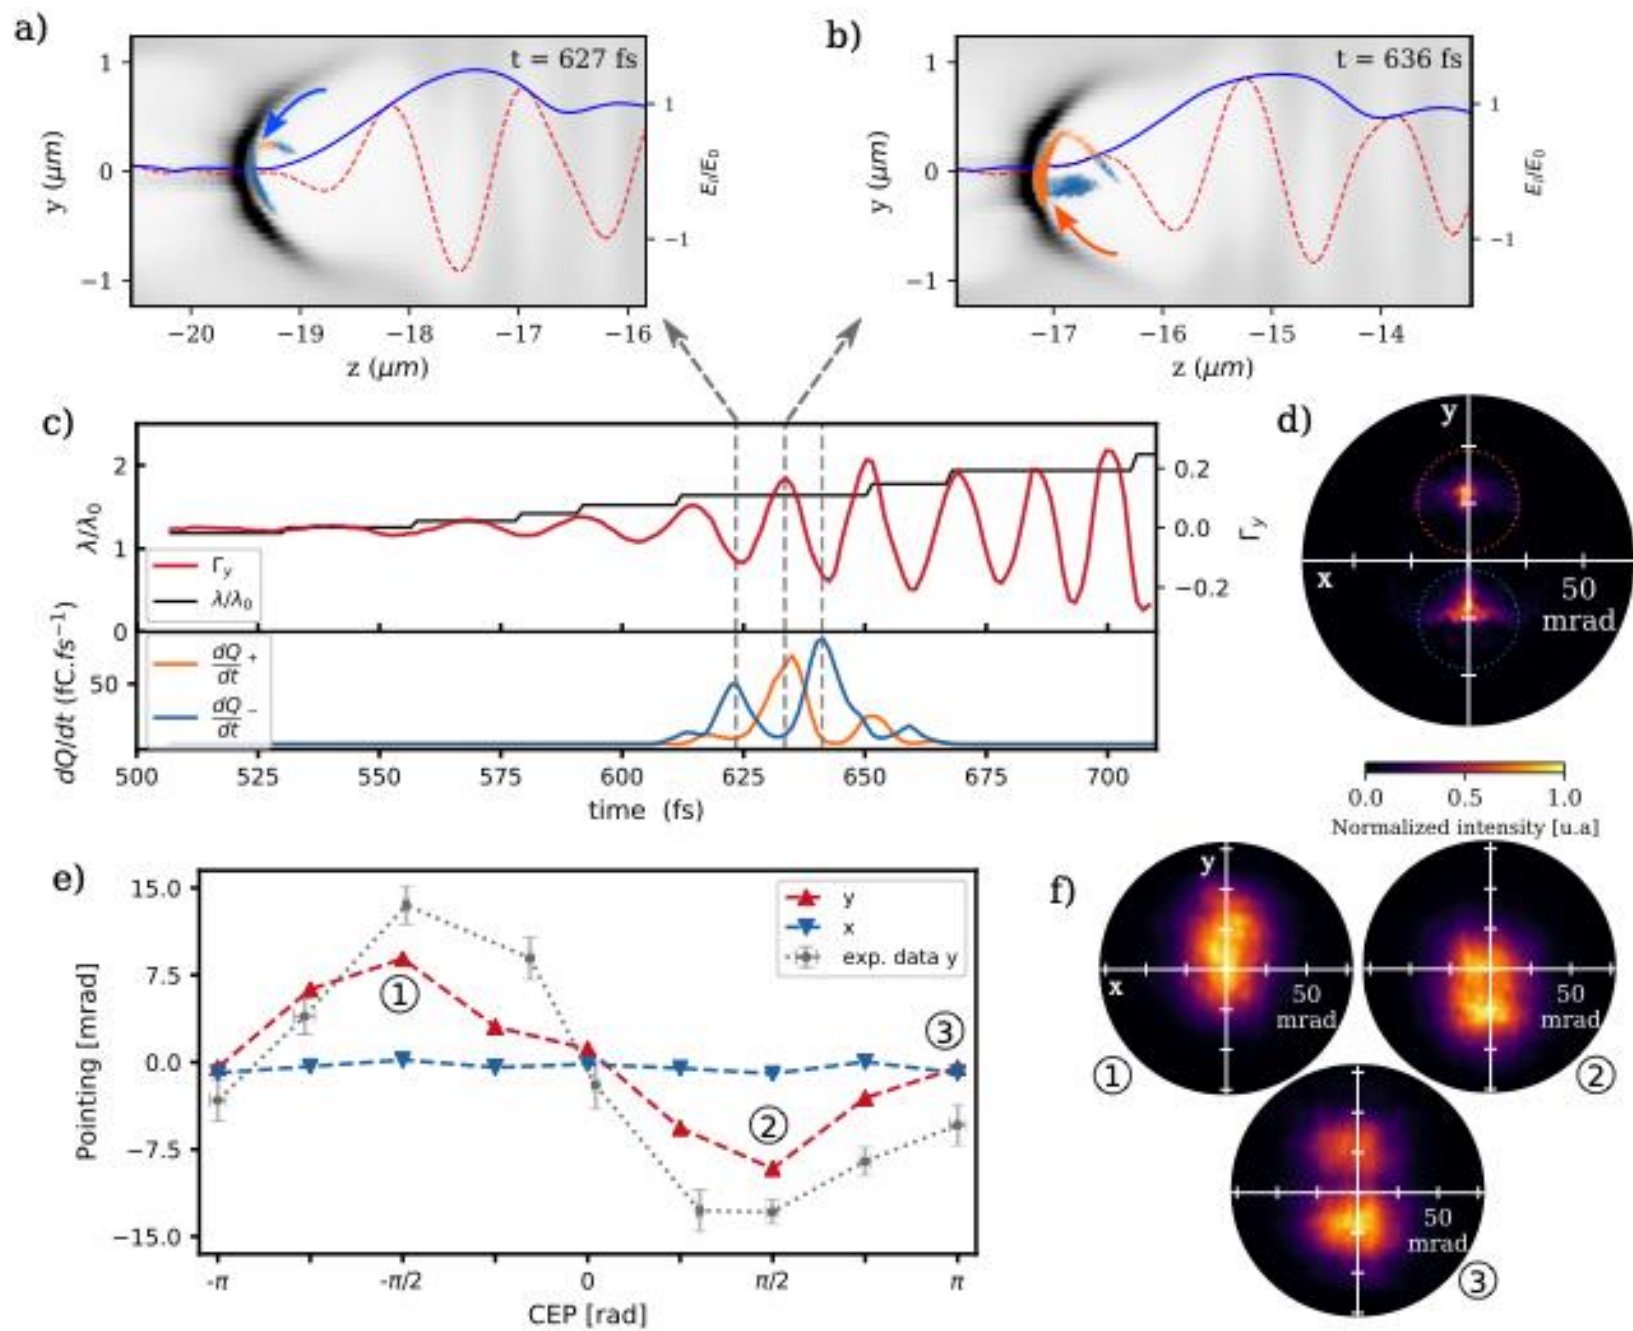 a)
t = 627 fs
y (μm)
1
0
−1
1
−1
E_l/E_0
−20
−19
−18
−17
−16
z (μm)
b)
t = 636 fs
y (μm)
1
0
−1
1
−1
E_l/E_0
−17
−16
−15
−14
z (μm)
c)
λ/λ₀
2
1
0
Γ_y
λ/λ₀
0.2
0.0
−0.2
Γ_y
dQ/dt (fC.fs⁻¹)
50
dQ/dt +
dQ/dt −
500
525
550
575
600
625
650
675
700
time (fs)
d)
y
x
50
mrad
0.0
0.5
1.0
Normalized intensity [u.a]
e)
Pointing [mrad]
15.0
7.5
0.0
−7.5
−15.0
y
x
exp. data y
①
②
③
-π
-π/2
0
π/2
π
CEP [rad]
f)
y
x
50
mrad
①
50
mrad
②
50
mrad
③